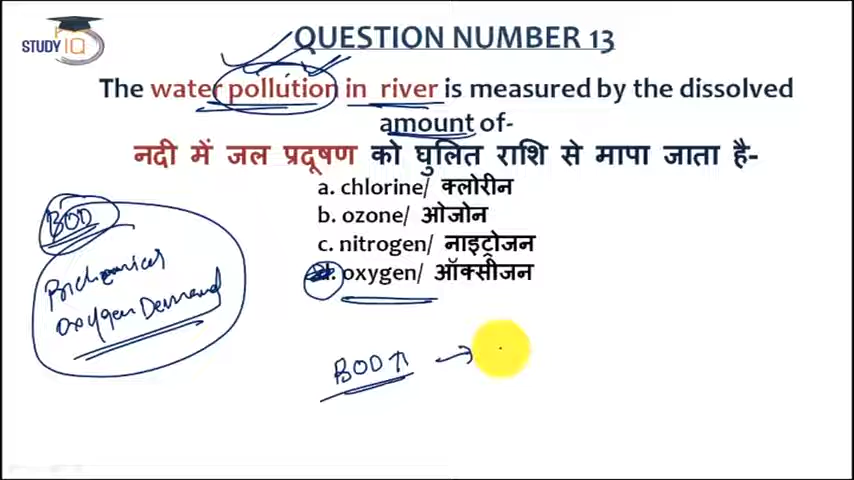 STUDY IQ
QUESTION NUMBER 13
The water pollution in river is measured by the dissolved
amount of-
नदी में जल प्रदूषण को घुलित राशि से मापा जाता है-
a. chlorine/ क्लोरीन
b. ozone/ ओजोन
c. nitrogen/ नाइट्रोजन
d. oxygen/ ऑक्सीजन
BOD
Biochemical
Oxygen Demand
BOD↑ →